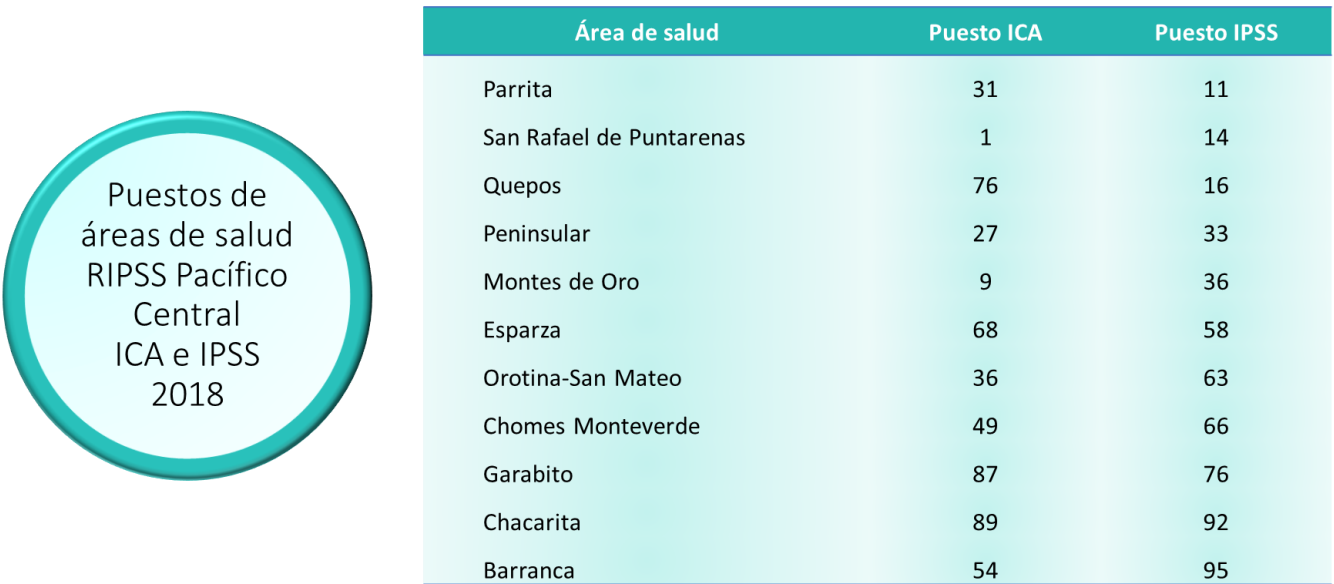 Puestos de
áreas de salud
RIPSS Pacífico
Central
ICA e IPSS
2018
Área de salud Puesto ICA Puesto IPSS
Parrita 31 11
San Rafael de Puntarenas 1 14
Quepos 76 16
Peninsular 27 33
Montes de Oro 9 36
Esparza 68 58
Orotina-San Mateo 36 63
Chomes Monteverde 49 66
Garabito 87 76
Chacarita 89 92
Barranca 54 95